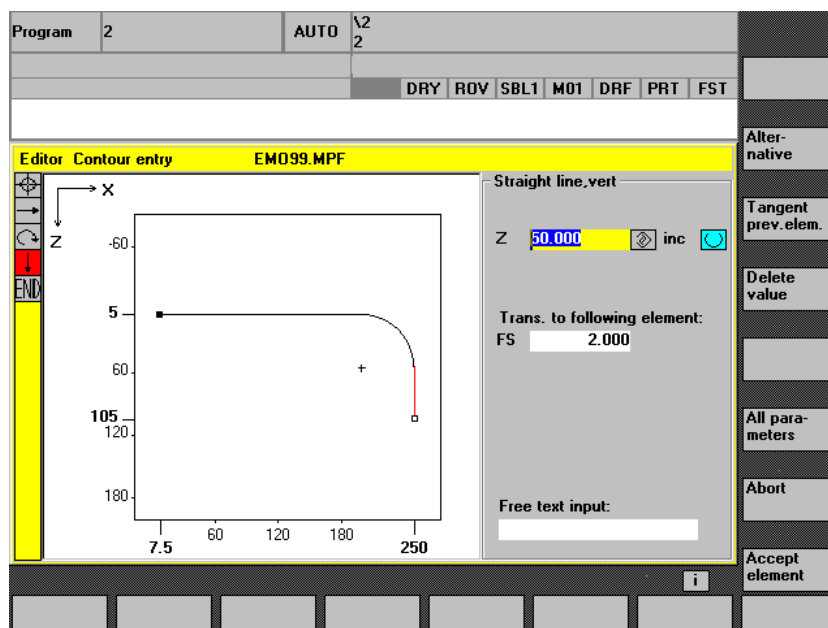 Program 2 AUTO \2
2
DRY ROV SBL1 M01 DRF PRT FST
Alter-
native
Editor Contour entry EMO99.MPF
Straight line,vert
X
Z
-60
5
60
105
120
180
7.5
60
120
180
250
END
Z 50.000 inc
Trans. to following element:
FS 2.000
Free text input:
Tangent
prev.elem.
Delete
value
All para-
meters
Abort
Accept
element
i